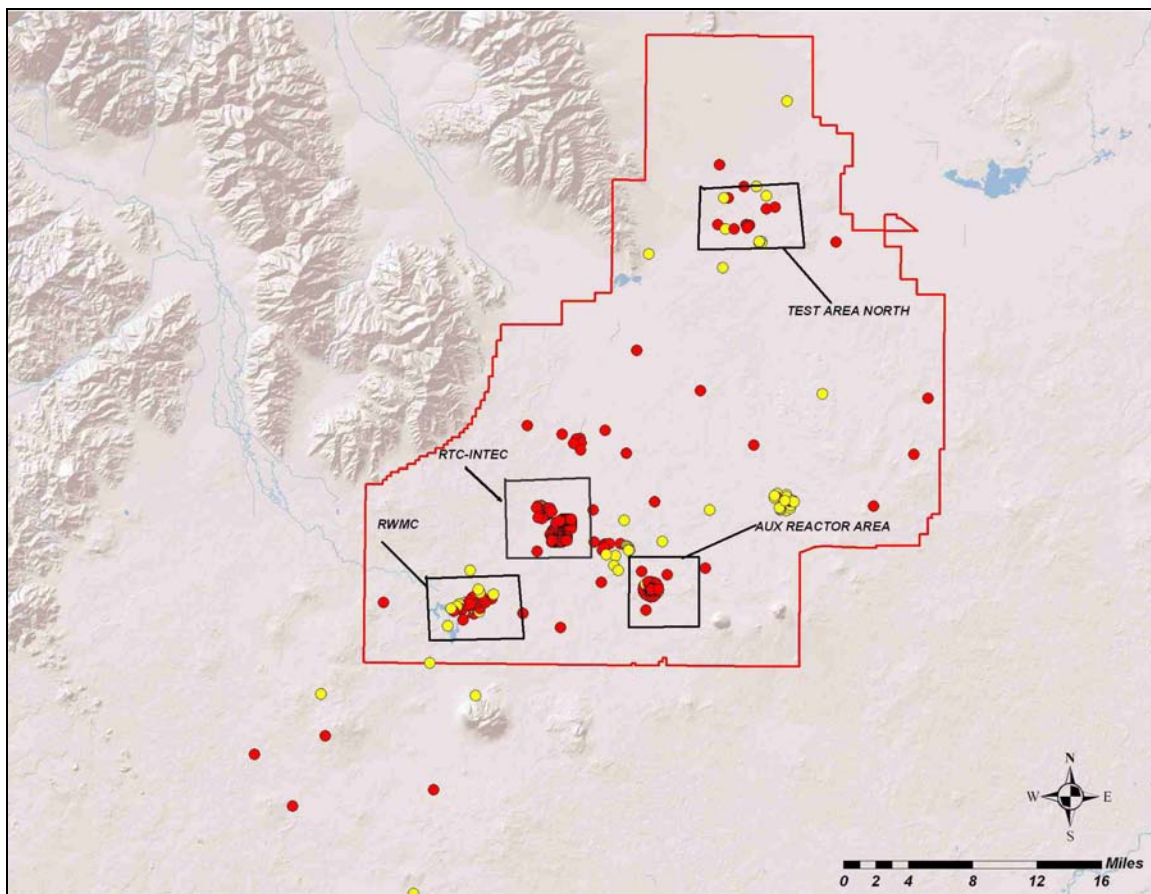 TEST AREA NORTH
RTC-INTEC
RWMC
AUX REACTOR AREA
N
W
E
S
Miles
0 2 4 8 12 16